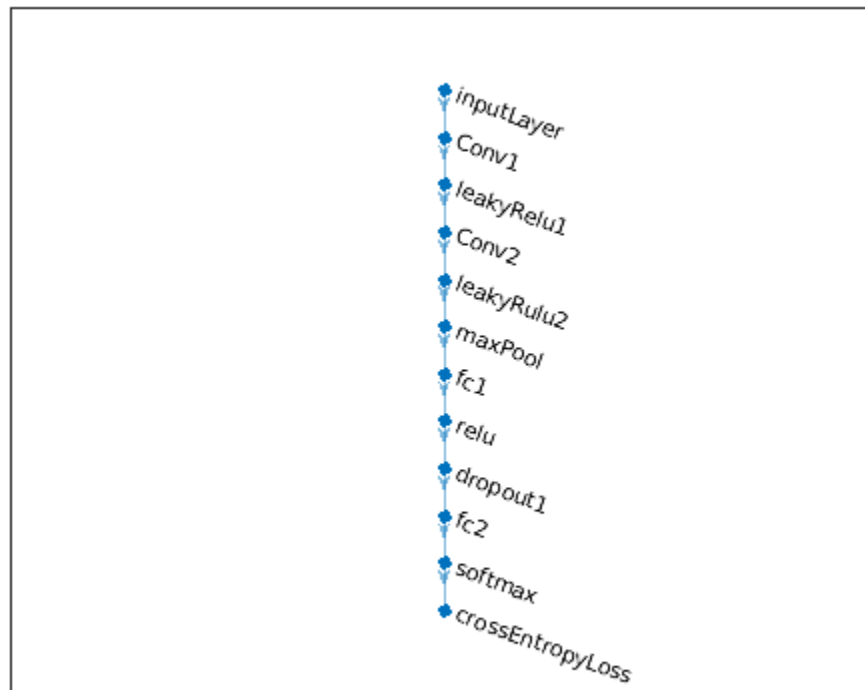 inputLayer
Conv1
leakyRelu1
Conv2
leakyRulu2
maxPool
fc1
relu
dropout1
fc2
softmax
crossEntropyLoss